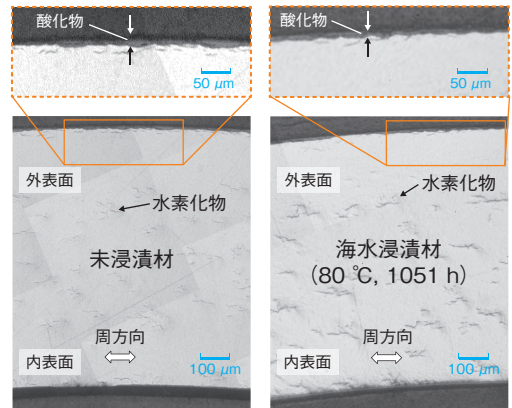 酸化物
50 µm
外表面
水素化物
未浸漬材
周方向
内表面
100 µm
酸化物
50 µm
外表面
水素化物
海水浸漬材
(80 ℃, 1051 h)
周方向
内表面
100 µm